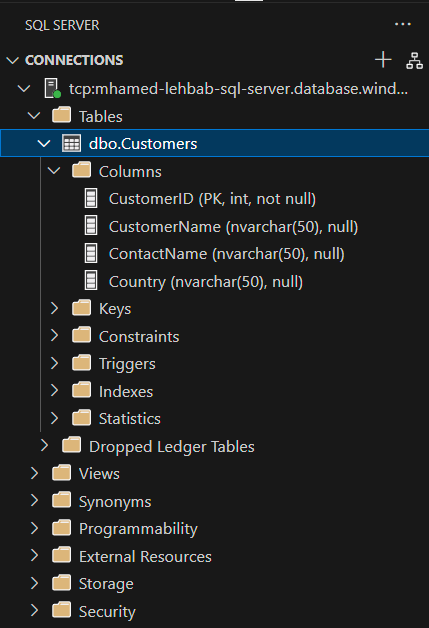 SQL SERVER
CONNECTIONS
tcp:mhamed-lehbab-sql-server.database.wind...
Tables
dbo.Customers
Columns
CustomerID (PK, int, not null)
CustomerName (nvarchar(50), null)
ContactName (nvarchar(50), null)
Country (nvarchar(50), null)
Keys
Constraints
Triggers
Indexes
Statistics
Dropped Ledger Tables
Views
Synonyms
Programmability
External Resources
Storage
Security